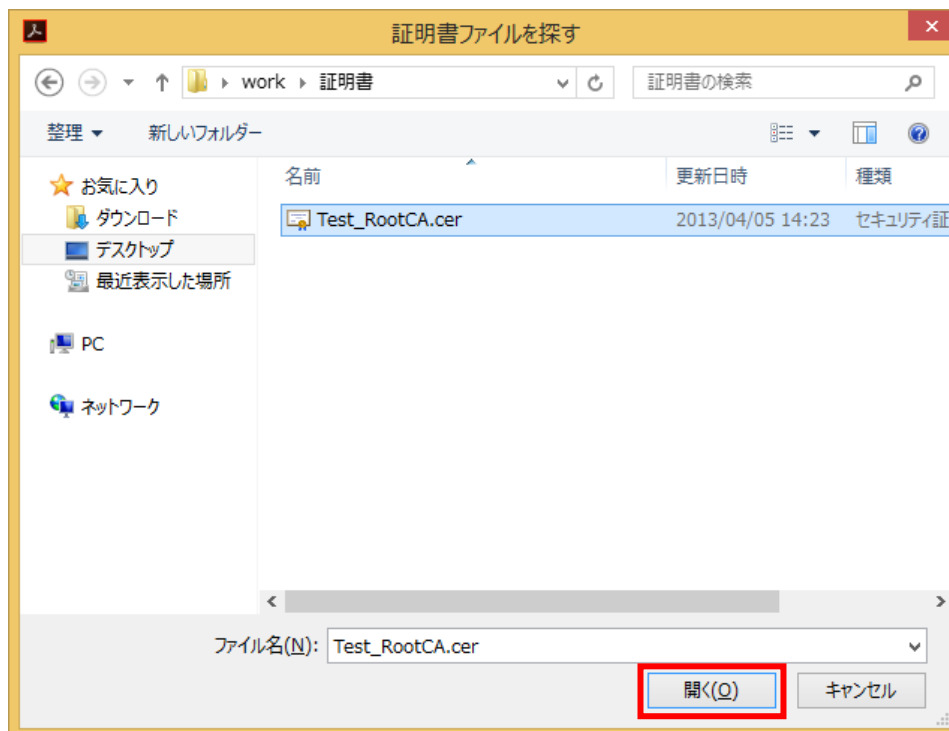 証明書ファイルを探す
work 証明書 証明書の検索
整理 新しいフォルダー
お気に入り
ダウンロード
デスクトップ
最近表示した場所
PC
ネットワーク
名前 更新日時 種類
Test_RootCA.cer 2013/04/05 14:23 セキュリティ証
ファイル名(N): Test_RootCA.cer
開く(O) キャンセル